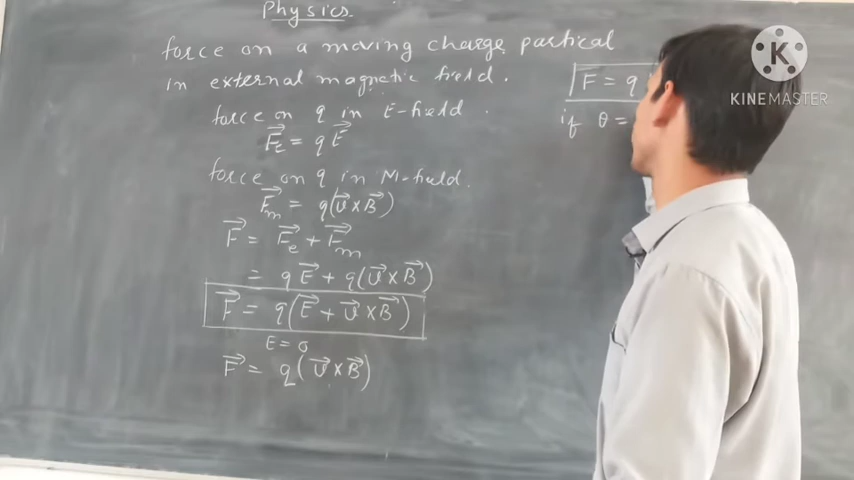 Physics
force on a moving charge partical
in external magnetic field.
force on q in E-field.
F⃗E = qE⃗
force on q in M-field.
F⃗m = q(v⃗×B⃗)
F⃗ = F⃗e + F⃗m
= qE⃗ + q(v⃗×B⃗)
F⃗ = q(E⃗ + v⃗×B⃗)
E = 0
F⃗ = q(v⃗×B⃗)
F = q
if θ =
KINEMASTER